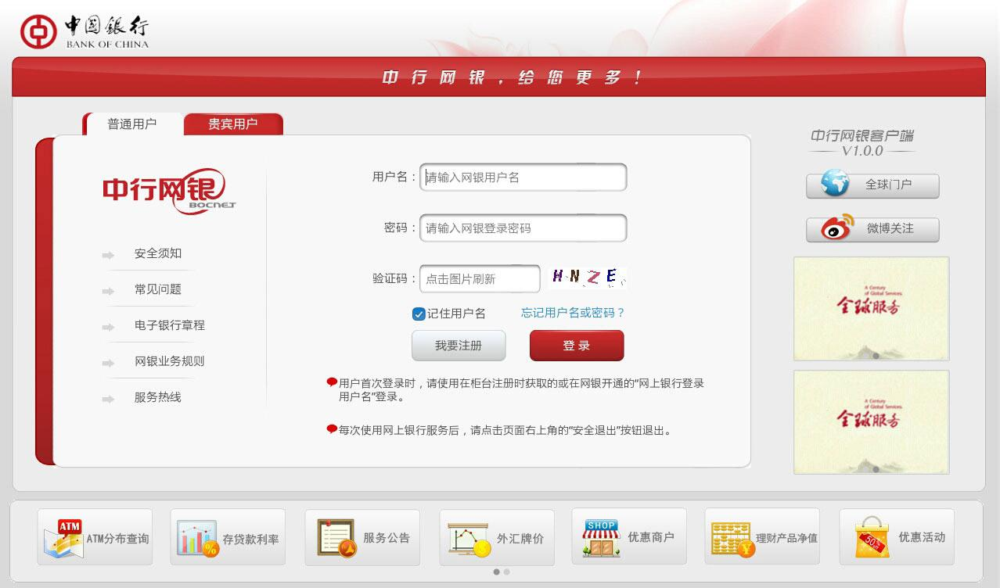 中国銀行
BANK OF CHINA
中行网银，给您更多！
普通用户
贵宾用户
中行网银
BOCNET
安全须知
常见问题
电子银行章程
网银业务规则
服务热线
用户名：
请输入网银用户名
密码：
请输入网银登录密码
验证码：
点击图片刷新
HNZE
记住用户名
忘记用户名或密码？
我要注册
登 录
用户首次登录时，请使用在柜台注册时获取的或在网银开通的“网上银行登录
用户名”登录。
每次使用网上银行服务后，请点击页面右上角的“安全退出”按钮退出。
中行网银客户端
V1.0.0
全球门户
微博关注
A Century
of Global Services
全球服务
A Century
of Global Services
全球服务
ATM
ATM分布查询
%
存贷款利率
服务公告
外汇牌价
SHOP
优惠商户
¥
理财产品净值
50%
优惠活动